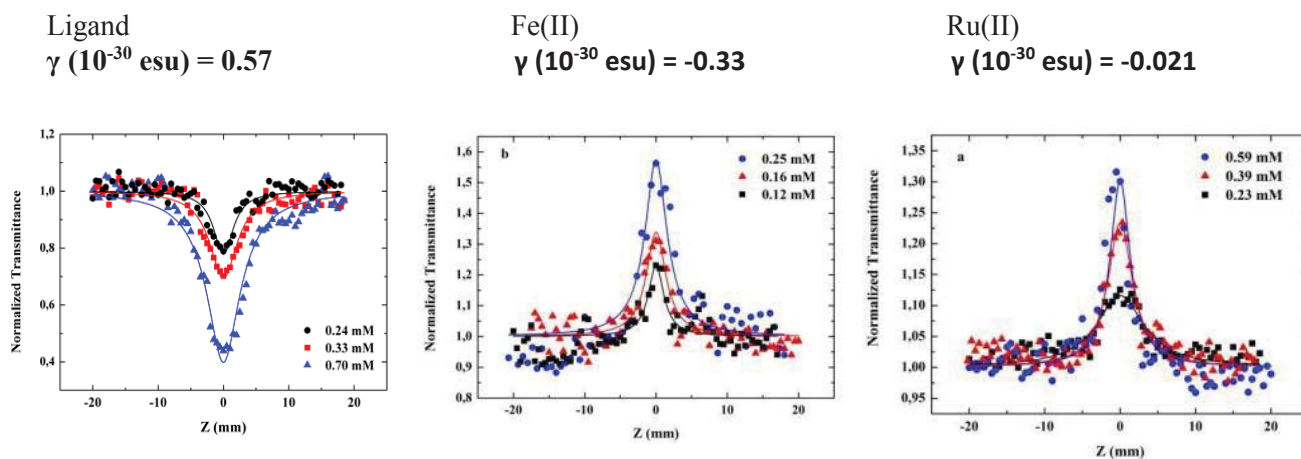 Ligand
γ (10⁻³⁰ esu) = 0.57
Fe(II)
γ (10⁻³⁰ esu) = -0.33
Ru(II)
γ (10⁻³⁰ esu) = -0.021
Normalized Transmittance
1,2
1,0
0,8
0,6
0,4
0.24 mM
0.33 mM
0.70 mM
-20 -10 0 10 20
Z (mm)
b
Normalized Transmittance
1,6
1,5
1,4
1,3
1,2
1,1
1,0
0,9
0,8
0.25 mM
0.16 mM
0.12 mM
-20 -10 0 10 20
Z (mm)
a
Normalized Transmittance
1,35
1,30
1,25
1,20
1,15
1,10
1,05
1,00
0,95
0.59 mM
0.39 mM
0.23 mM
-20 -10 0 10 20
Z (mm)